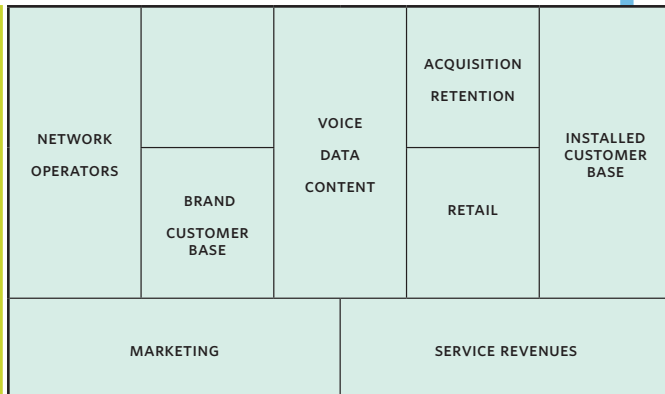 NETWORK
OPERATORS
BRAND
CUSTOMER
BASE
VOICE
DATA
CONTENT
ACQUISITION
RETENTION
RETAIL
INSTALLED
CUSTOMER
BASE
MARKETING
SERVICE REVENUES